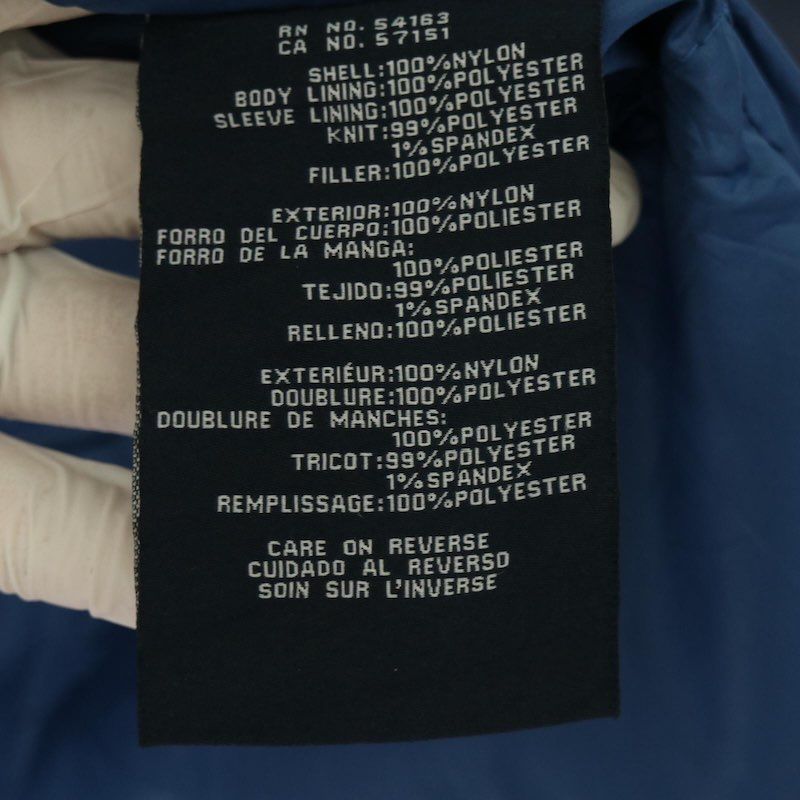 RN NO. 54163
CA NO. 57151
SHELL:100%NYLON
BODY LINING:100%POLYESTER
SLEEVE LINING:100%POLYESTER
KNIT:99%POLYESTER
1%SPANDEX
FILLER:100%POLYESTER
EXTERIOR:100%NYLON
FORRO DEL CUERPO:100%POLIESTER
FORRO DE LA MANGA:
100%POLIESTER
TEJIDO:99%POLIESTER
1%SPANDEX
RELLENO:100%POLIESTER
EXTERIÉUR:100%NYLON
DOUBLURE:100%POLYESTER
DOUBLURE DE MANCHES:
100%POLYESTER
TRICOT:99%POLYESTER
1%SPANDEX
REMPLISSAGE:100%POLYESTER
CARE ON REVERSE
CUIDADO AL REVERSO
SOIN SUR L'INVERSE